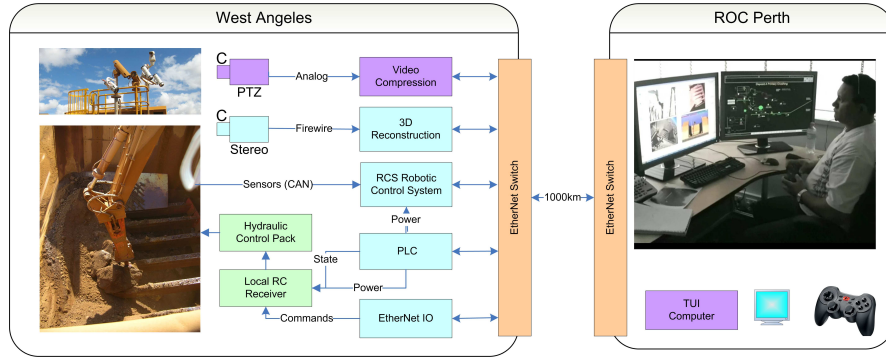 West Angeles
ROC Perth
C
PTZ
Analog
Video
Compression
C
Stereo
Firewire
3D
Reconstruction
Sensors (CAN)
RCS Robotic
Control System
Power
Hydraulic
Control Pack
State
PLC
Local RC
Receiver
Power
Commands
EtherNet IO
EtherNet Switch
1000km
EtherNet Switch
TUI
Computer